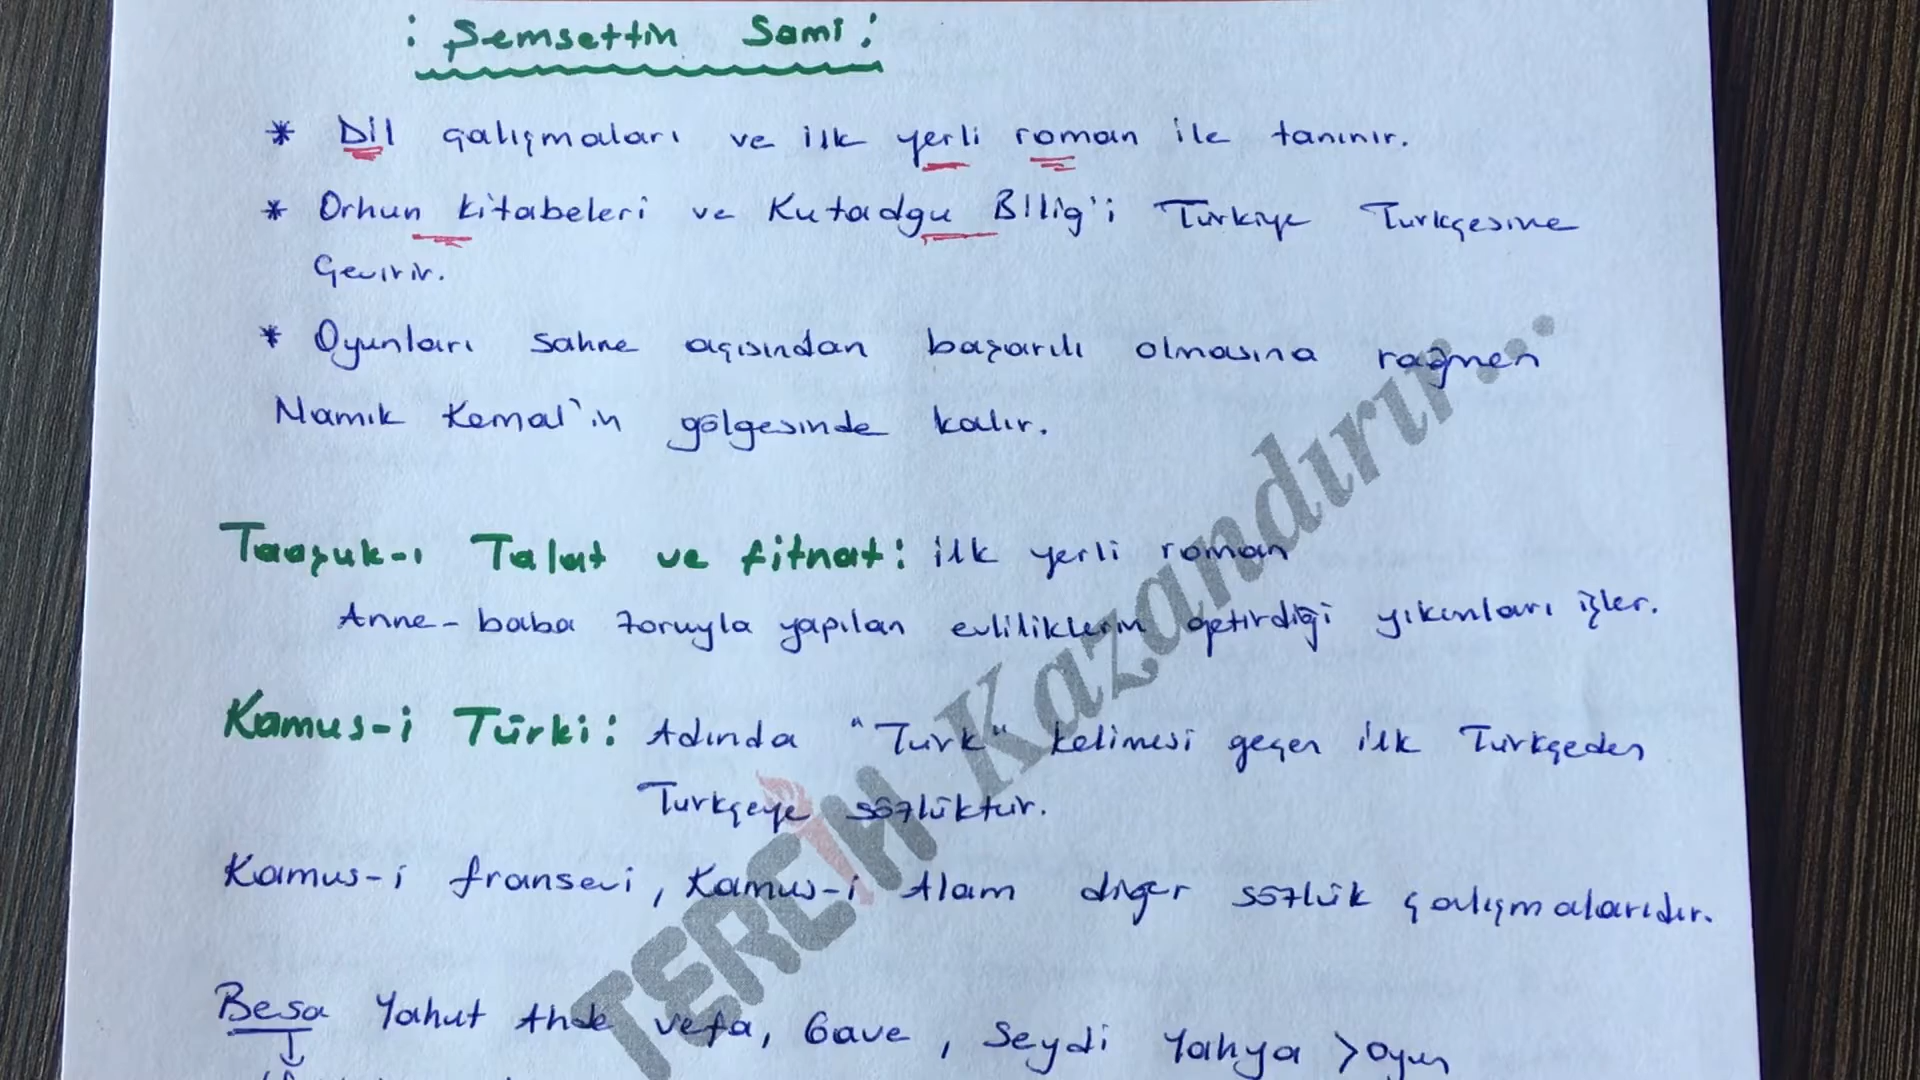 : Şemsettin Sami :
* Dil çalışmaları ve ilk yerli roman ile tanınır.
* Orhun kitabeleri ve Kutadgu Bilig'i Türkiye Türkçesine
Çevirir.
* Oyunları sahne açısından başarılı olmasına rağmen
Namık Kemal'in gölgesinde kalır.
Taaşuk-ı Talat ve fitnat : ilk yerli roman
Anne-baba zoruyla yapılan evliliklerin getirdiği yıkımları işler.
Kamus-i Türki : Adında "Türk" kelimesi geçen ilk Türkçeden
Türkçeye sözlüktür.
Kamus-i fransevi, Kamus-i Alam diğer sözlük çalışmalarıdır.
Besa Yahut Ahde vefa, Gave, Seydi Yahya > oyun
TERCİH Kazandırır...